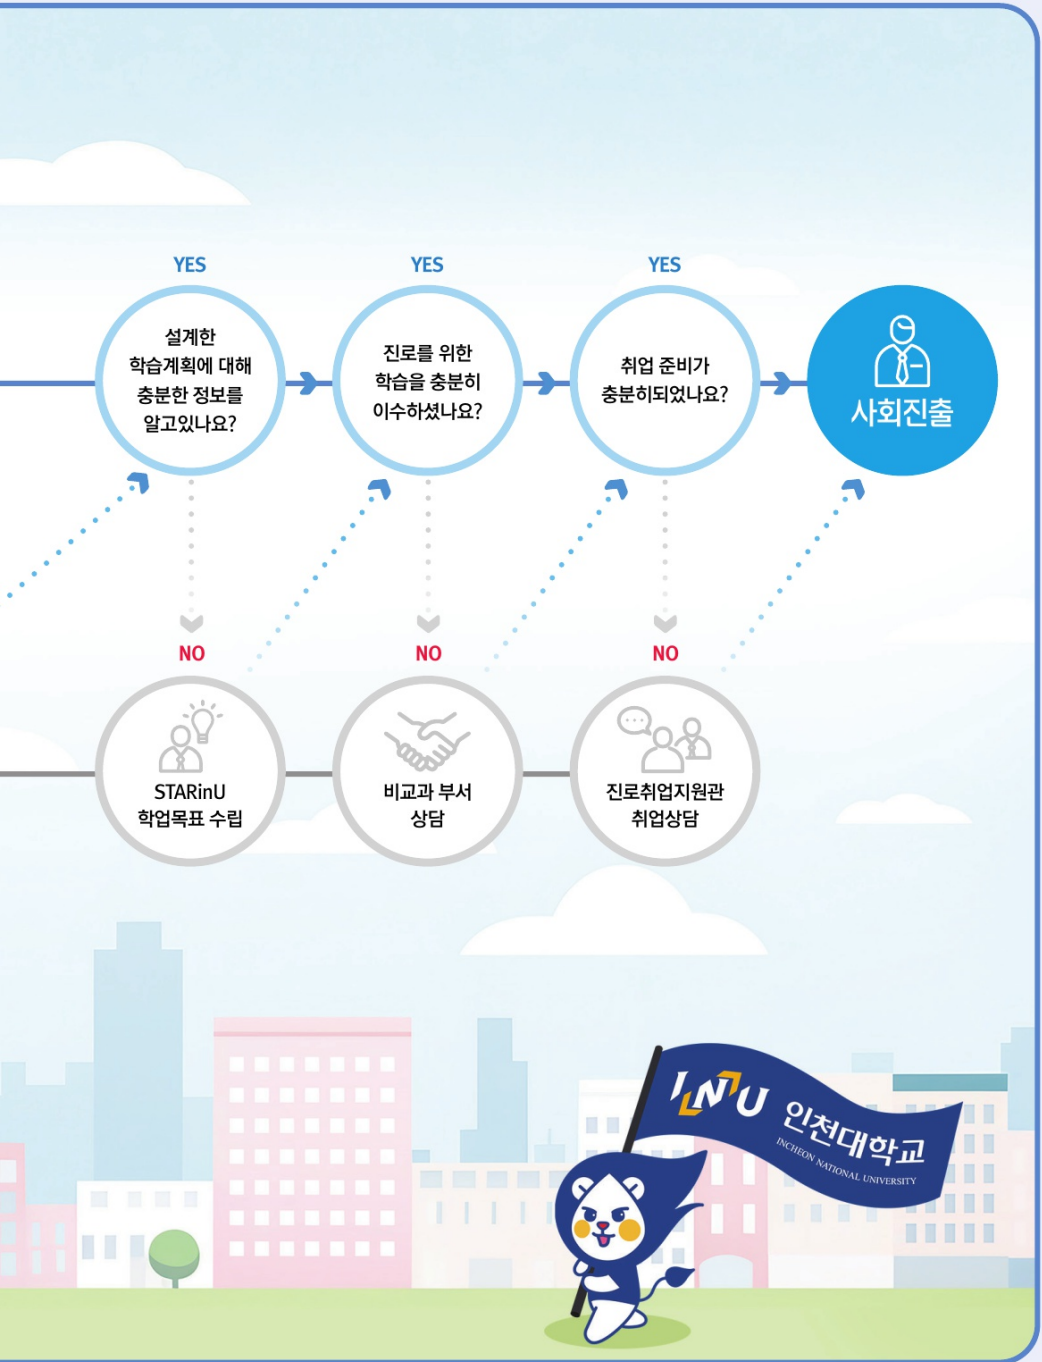 YES
YES
YES
설계한
학습계획에 대해
충분한 정보를
알고있나요?
진로를 위한
학습을 충분히
이수하셨나요?
취업 준비가
충분히되었나요?
사회진출
NO
NO
NO
STARinU
학업목표 수립
비교과 부서
상담
진로취업지원관
취업상담
INU 인천대학교
INCHEON NATIONAL UNIVERSITY